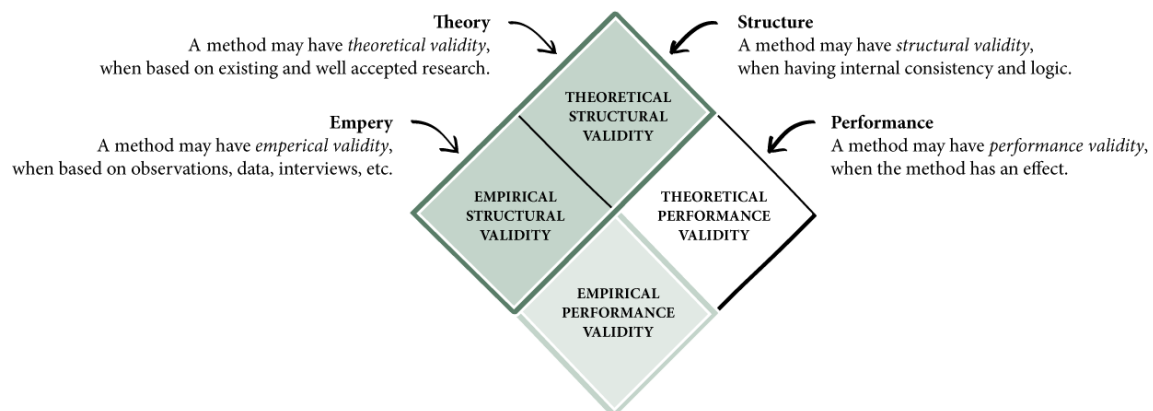 Theory
A method may have theoretical validity,
when based on existing and well accepted research.
Structure
A method may have structural validity,
when having internal consistency and logic.
THEORETICAL
STRUCTURAL
VALIDITY
Empery
A method may have emperical validity,
when based on observations, data, interviews, etc.
Performance
A method may have performance validity,
when the method has an effect.
EMPIRICAL
STRUCTURAL
VALIDITY
THEORETICAL
PERFORMANCE
VALIDITY
EMPIRICAL
PERFORMANCE
VALIDITY